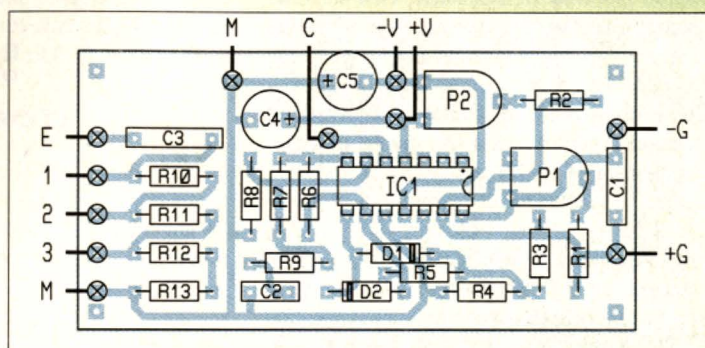 M C -V +V
C5 +
P2
R2
C4 +
E
C3
-G
1
R10
IC1
P1
C1
2
R11
R8 R7 R6
3
R12
D1
R3 R1
+G
R9
R5
M
R13
C2
D2
R4